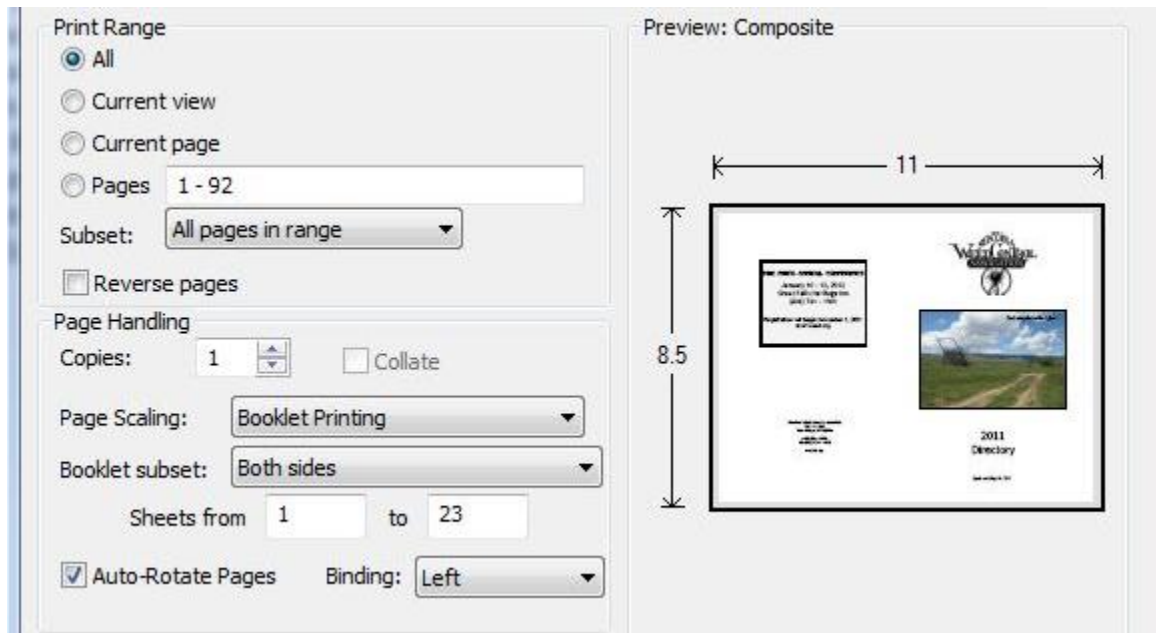 Print Range
All
Current view
Current page
Pages 1 - 92
Subset: All pages in range
Reverse pages
Page Handling
Copies: 1 Collate
Page Scaling: Booklet Printing
Booklet subset: Both sides
Sheets from 1 to 23
Auto-Rotate Pages Binding: Left
Preview: Composite
11
8.5
2011
Directory